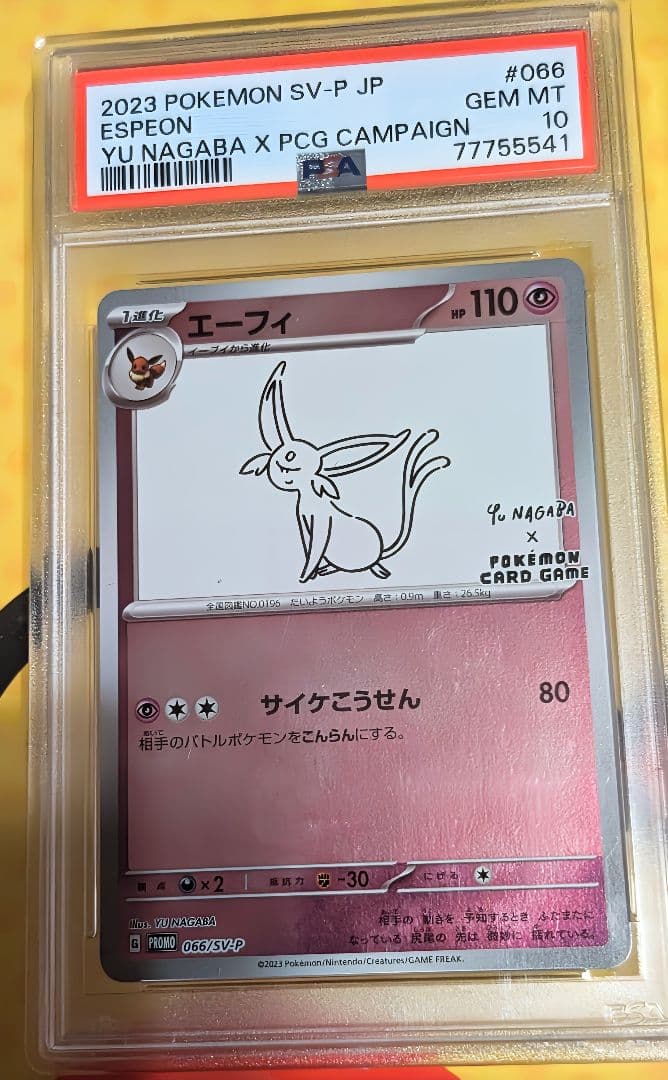 2023 POKEMON SV-P JP #066
ESPEON GEM MT
YU NAGABA X PCG CAMPAIGN 10
77755541
PSA
1進化
エーフィ
HP 110
イーブイから進化
Yu NAGABA
×
POKÉMON
CARD GAME
全国図鑑NO.0196 たいようポケモン 高さ:0.9m 重さ:26.5kg
サイケこうせん 80
相手のバトルポケモンをこんらんにする。
あいて
弱点 ×2 抵抗力 -30 にげる
Illus. YU NAGABA
G PROMO 066/SV-P
相手の 動きを 予知するとき ふたまたに
なっている 尻尾の 先は 微妙に 揺れている。
©2023 Pokémon/Nintendo/Creatures/GAME FREAK.
PSA